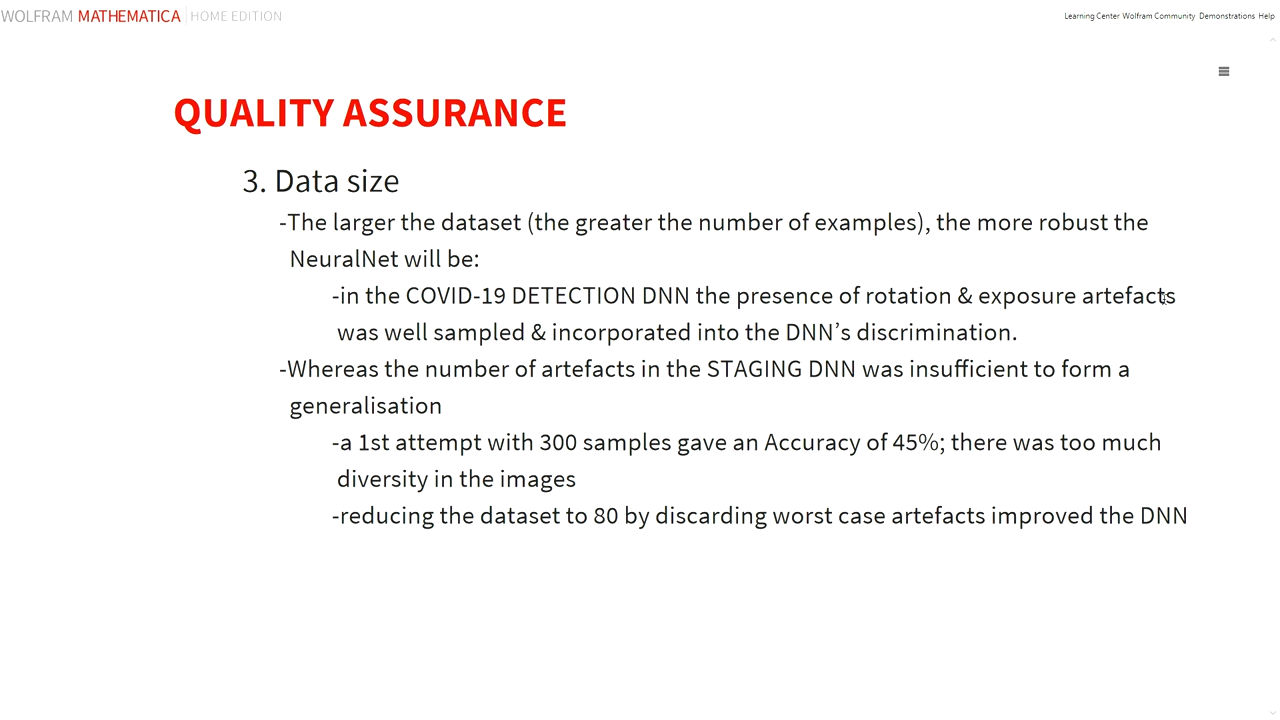 WOLFRAM MATHEMATICA HOME EDITION
Learning Center Wolfram Community Demonstrations Help
QUALITY ASSURANCE
3. Data size
-The larger the dataset (the greater the number of examples), the more robust the
NeuralNet will be:
-in the COVID-19 DETECTION DNN the presence of rotation & exposure artefacts
was well sampled & incorporated into the DNN’s discrimination.
-Whereas the number of artefacts in the STAGING DNN was insufficient to form a
generalisation
-a 1st attempt with 300 samples gave an Accuracy of 45%; there was too much
diversity in the images
-reducing the dataset to 80 by discarding worst case artefacts improved the DNN